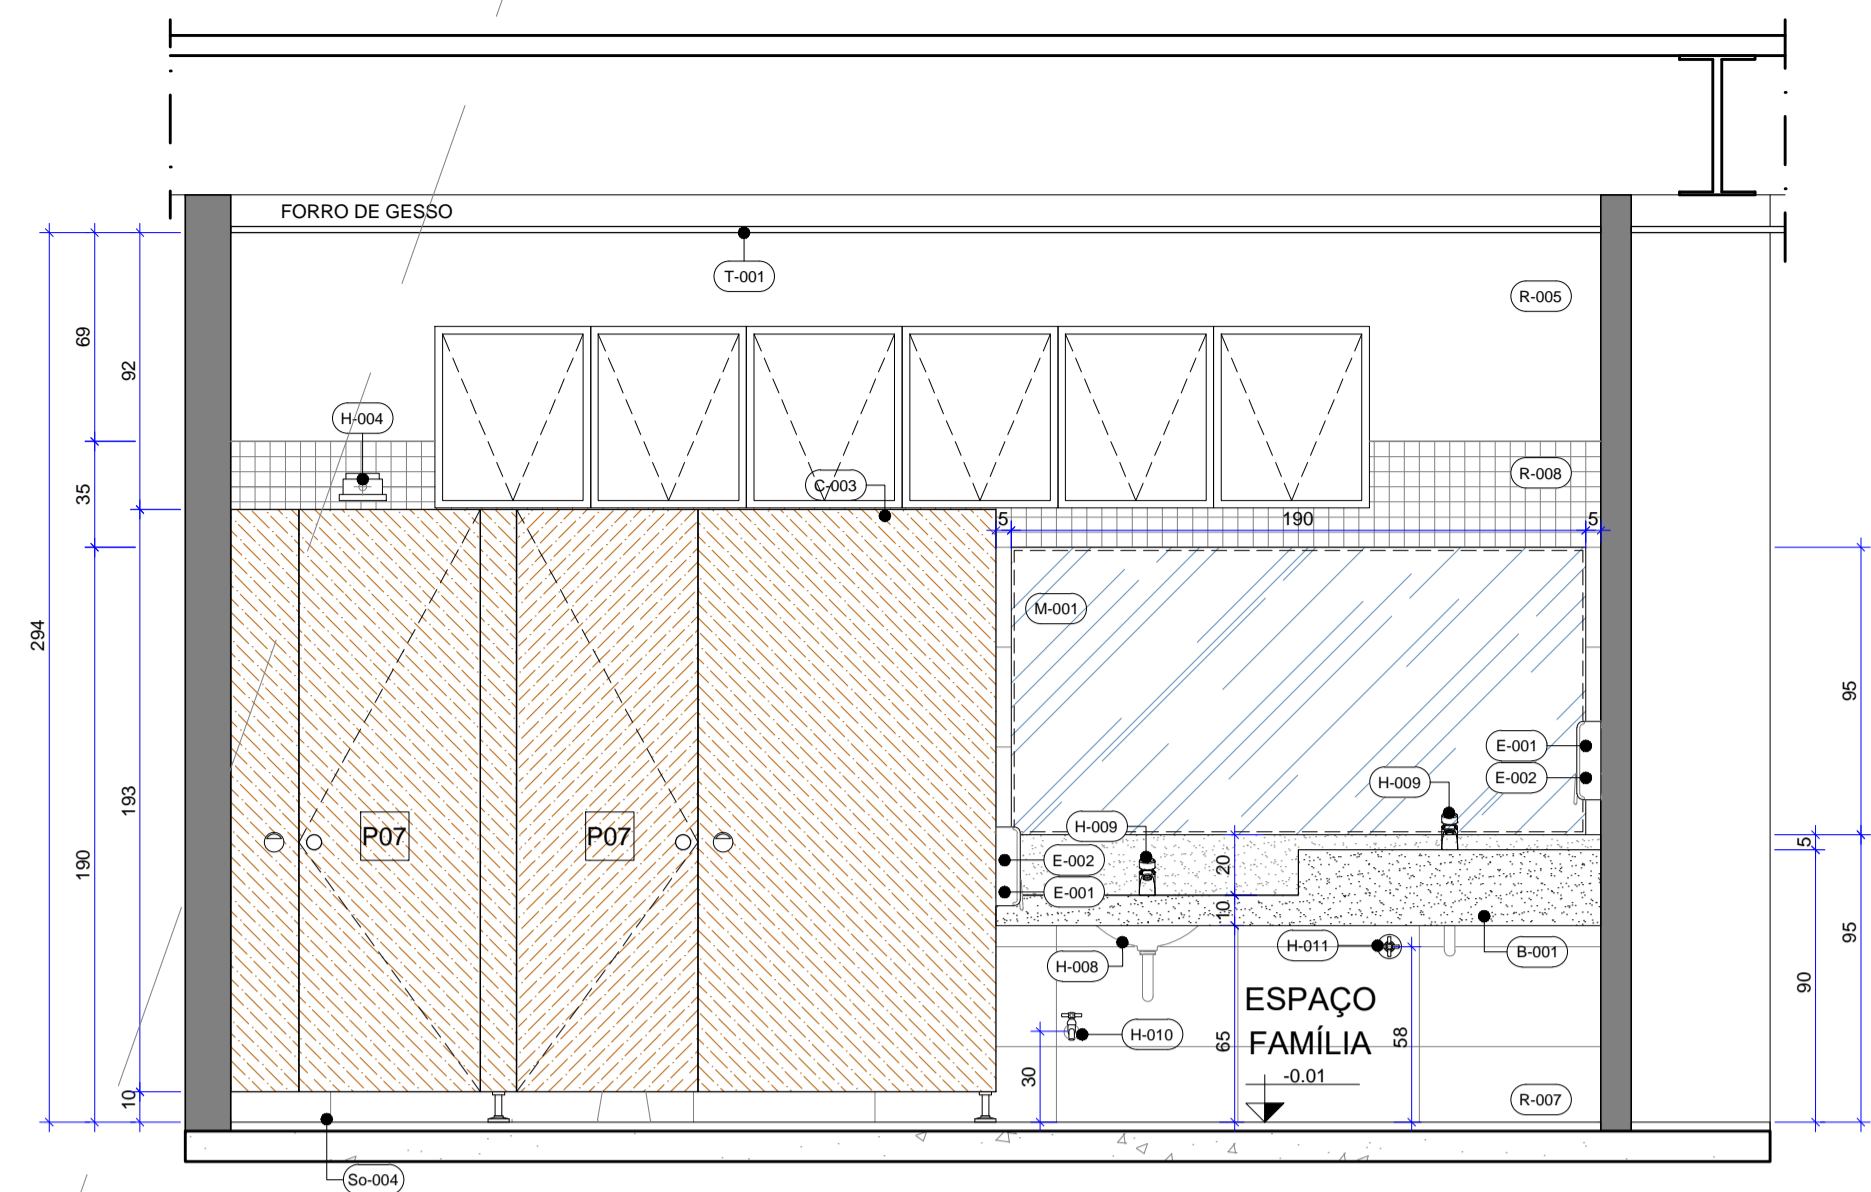 FORRO DE GESSO
T-001
R-005
69
92
H-004
35
C-003
R-008
5
190
5
M-001
294
95
E-001
E-002
H-009
193
P07
P07
H-009
190
20
5
E-002
E-001
10
B-001
H-011
H-008
95
90
ESPAÇO
FAMÍLIA
58
H-010
65
30
-0.01
10
R-007
So-004